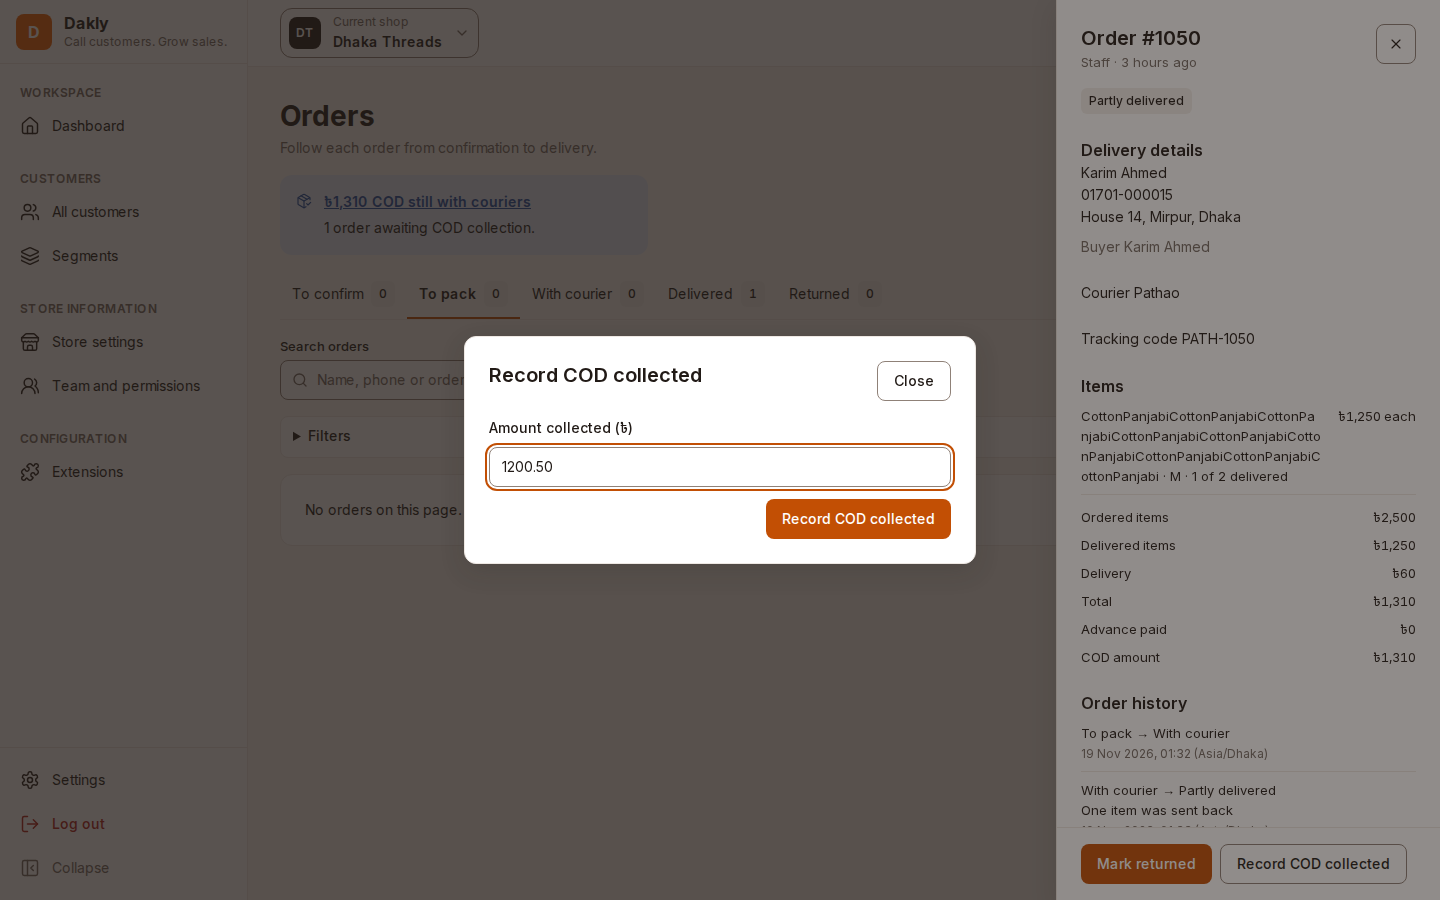 D
Dakly
Call customers. Grow sales.
WORKSPACE
Dashboard
CUSTOMERS
All customers
Segments
STORE INFORMATION
Store settings
Team and permissions
CONFIGURATION
Extensions
Settings
Log out
Collapse
DT
Current shop
Dhaka Threads
Orders
Follow each order from confirmation to delivery.
৳1,310 COD still with couriers
1 order awaiting COD collection.
To confirm 0 To pack 0 With courier 0 Delivered 1 Returned 0
Search orders
Name, phone or order
Filters
No orders on this page.
Record COD collected
Close
Amount collected (৳)
1200.50
Record COD collected
Order #1050
Staff · 3 hours ago
Partly delivered
Delivery details
Karim Ahmed
01701-000015
House 14, Mirpur, Dhaka
Buyer Karim Ahmed
Courier Pathao
Tracking code PATH-1050
Items
CottonPanjabiCottonPanjabiCottonPa ৳1,250 each
njabiCottonPanjabiCottonPanjabiCotto
nPanjabiCottonPanjabiCottonPanjabiC
ottonPanjabi · M · 1 of 2 delivered
Ordered items ৳2,500
Delivered items ৳1,250
Delivery ৳60
Total ৳1,310
Advance paid ৳0
COD amount ৳1,310
Order history
To pack → With courier
19 Nov 2026, 01:32 (Asia/Dhaka)
With courier → Partly delivered
One item was sent back
Mark returned
Record COD collected